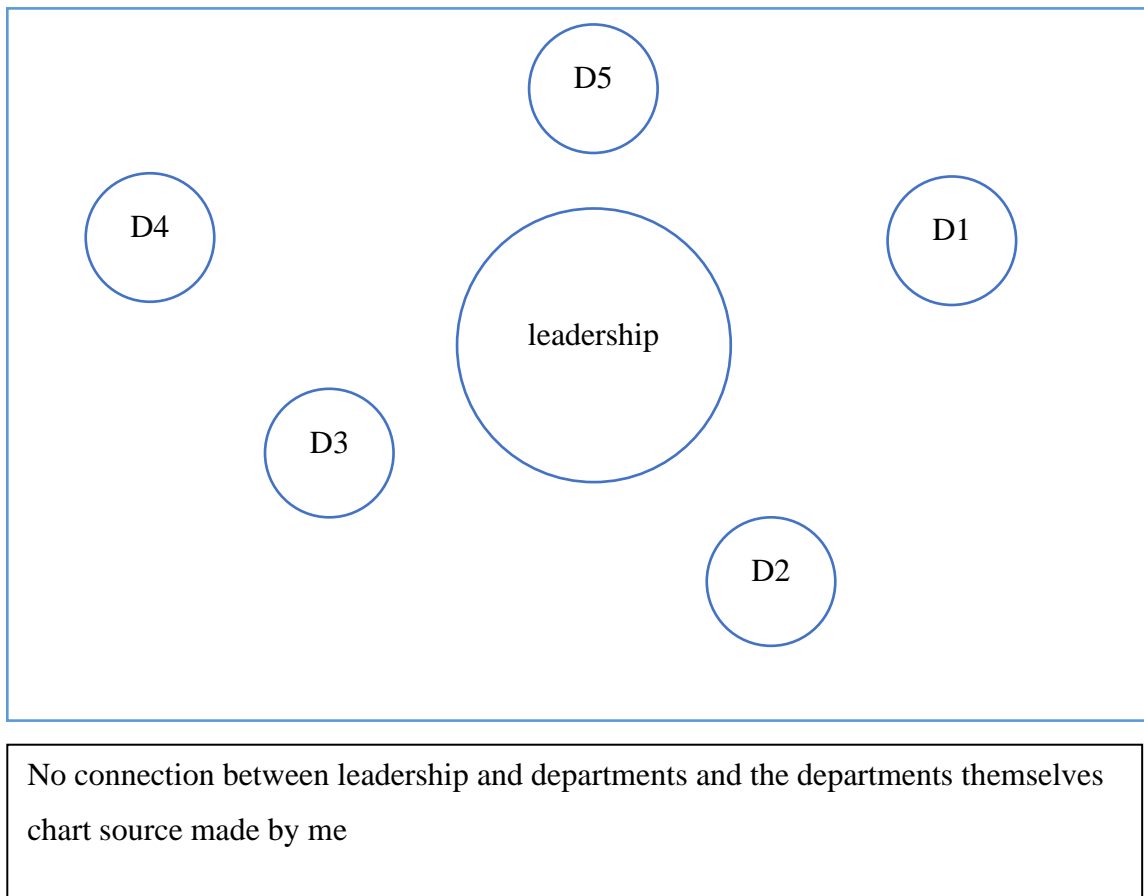 D5
D4
D1
leadership
D3
D2
No connection between leadership and departments and the departments themselves
chart source made by me